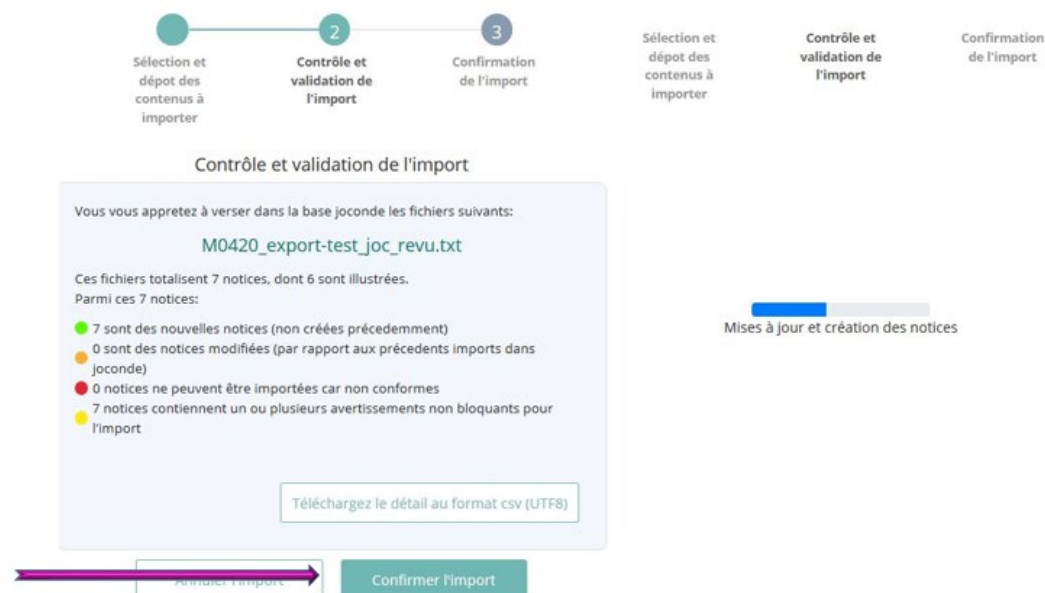 2
3
Sélection et
dépot des
contenus à
importer
Contrôle et
validation de
l'import
Confirmation
de l'import
Sélection et
dépot des
contenus à
importer
Contrôle et
validation de
l'import
Confirmation
de l'import
Contrôle et validation de l'import
Vous vous appretez à verser dans la base joconde les fichiers suivants:
M0420_export-test_joc_revu.txt
Ces fichiers totalisent 7 notices, dont 6 sont illustrées.
Parmi ces 7 notices:
7 sont des nouvelles notices (non créées précedemment)
0 sont des notices modifiées (par rapport aux précedents imports dans
joconde)
0 notices ne peuvent être importées car non conformes
7 notices contiennent un ou plusieurs avertissements non bloquants pour
l'import
Téléchargez le détail au format csv (UTF8)
Annuler l'import
Confirmer l'import
Mises à jour et création des notices